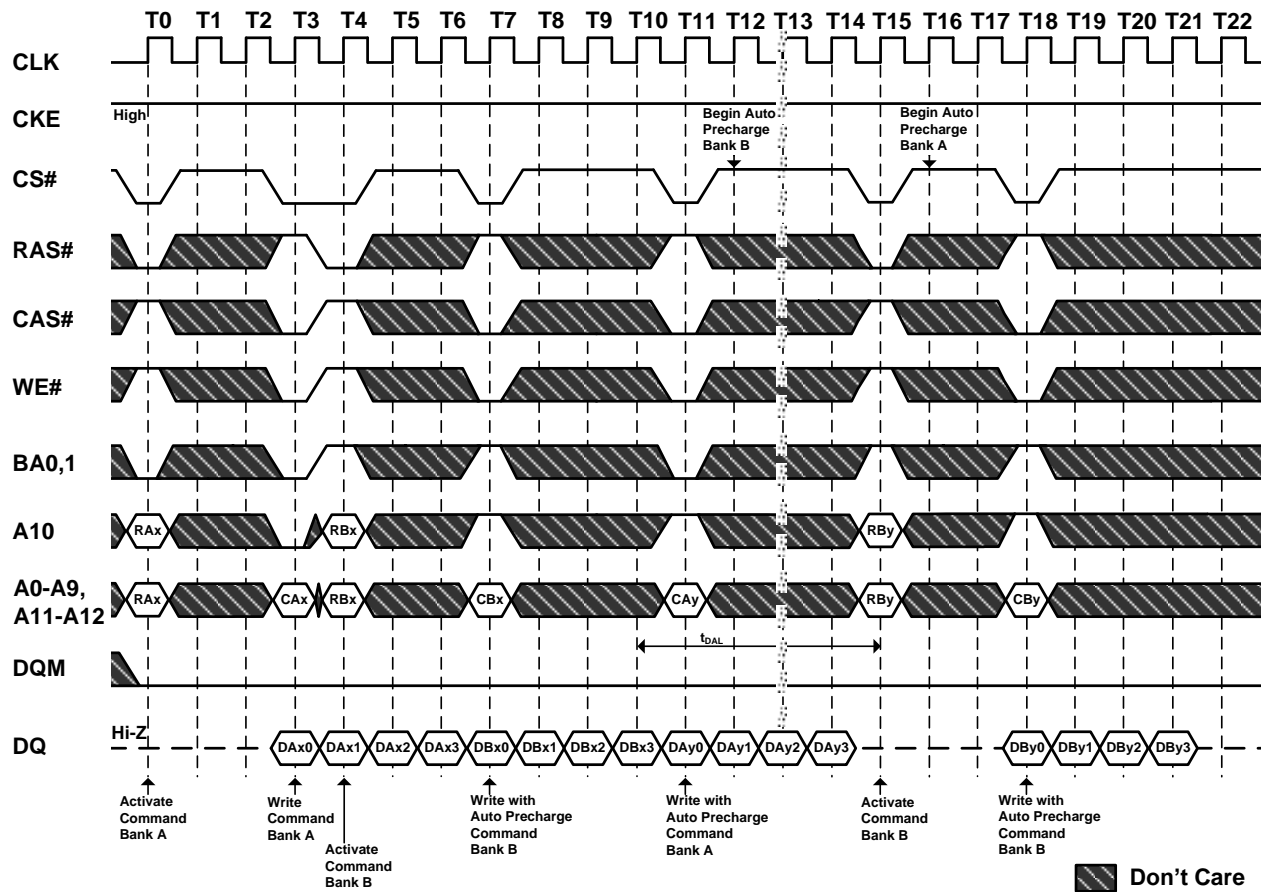 T0 T1 T2 T3 T4 T5 T6 T7 T8 T9 T10 T11 T12 T13 T14 T15 T16 T17 T18 T19 T20 T21 T22
CLK
CKE
High
Begin Auto
Precharge
Bank B
Begin Auto
Precharge
Bank A
CS#
RAS#
CAS#
WE#
BA0,1
A10
RAx RBx RBy
A0-A9,
A11-A12
RAx CAx RBx CBx CAy RBy CBy
tDAL
DQM
DQ
Hi-Z
DAx0 DAx1 DAx2 DAx3 DBx0 DBx1 DBx2 DBx3 DAy0 DAy1 DAy2 DAy3 DBy0 DBy1 DBy2 DBy3
Activate
Command
Bank A
Write
Command
Bank A
Activate
Command
Bank B
Write with
Auto Precharge
Command
Bank B
Write with
Auto Precharge
Command
Bank A
Activate
Command
Bank B
Write with
Auto Precharge
Command
Bank B
Don't Care